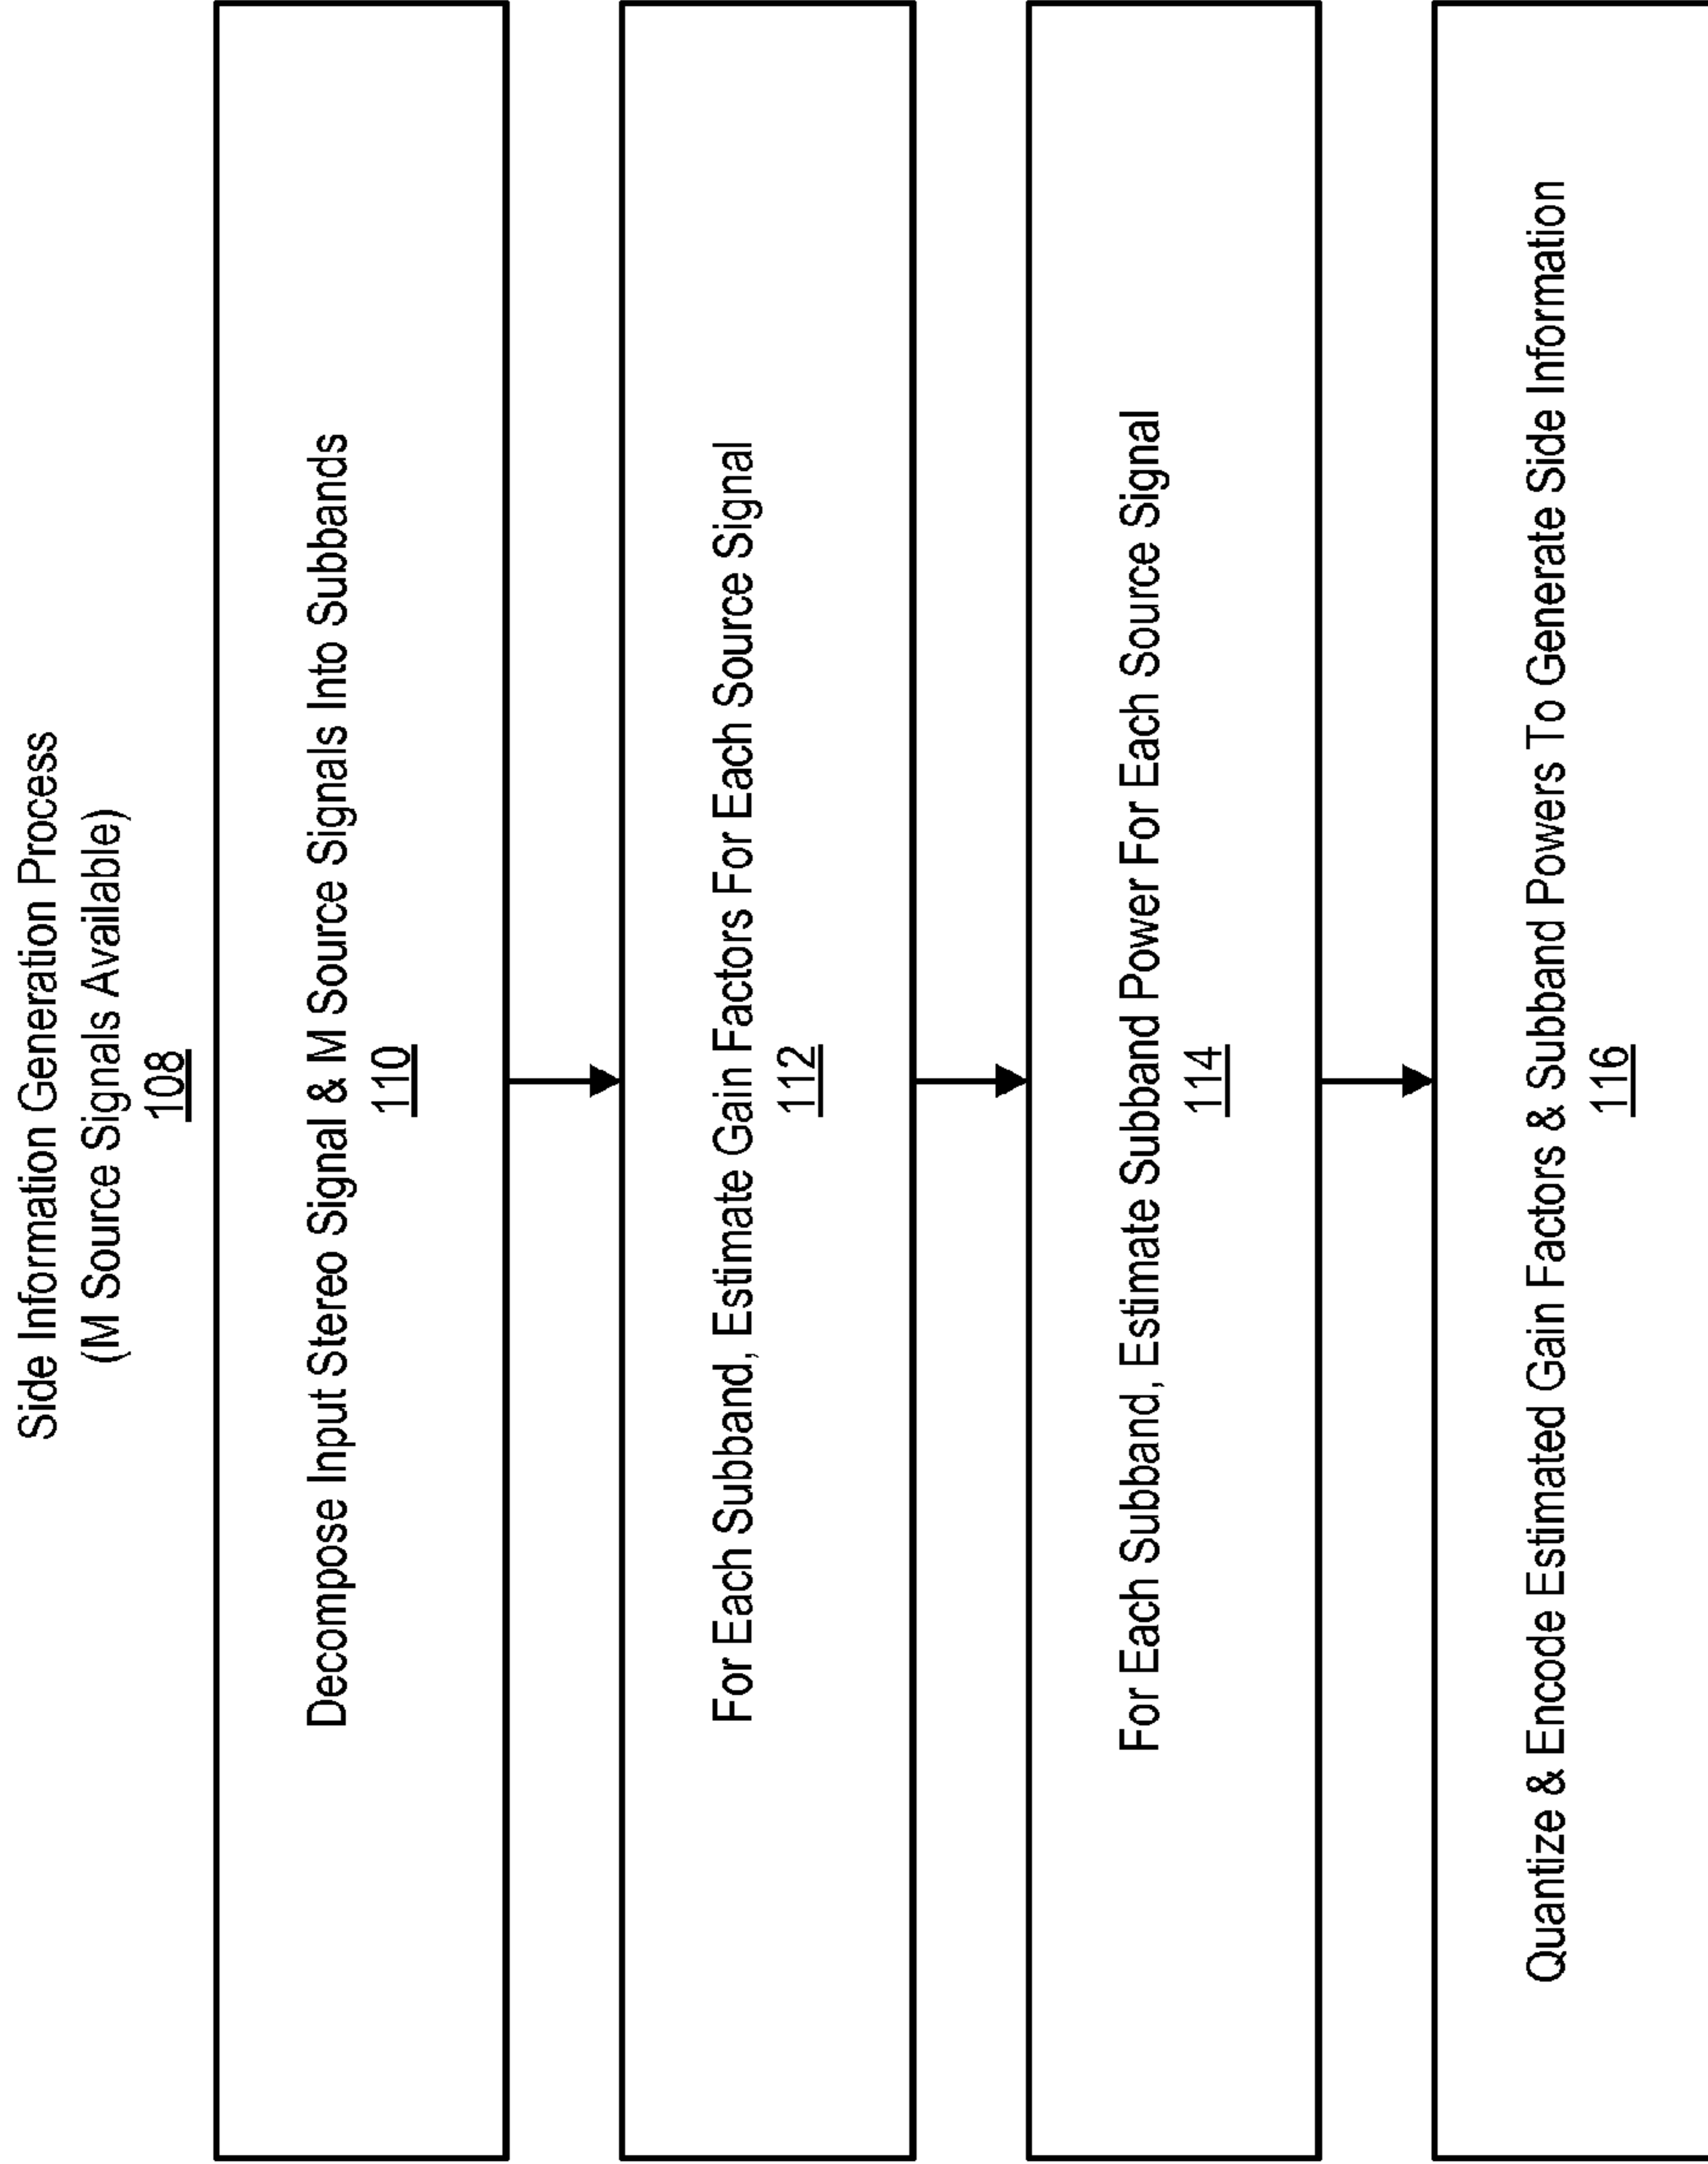 Side Information Generation Process
(M Source Signals Available)
108
Decompose Input Stereo Signal & M Source Signals Into Subbands
110
For Each Subband, Estimate Gain Factors For Each Source Signal
112
For Each Subband, Estimate Subband Power For Each Source Signal
114
Quantize & Encode Estimated Gain Factors & Subband Powers To Generate Side Information
116